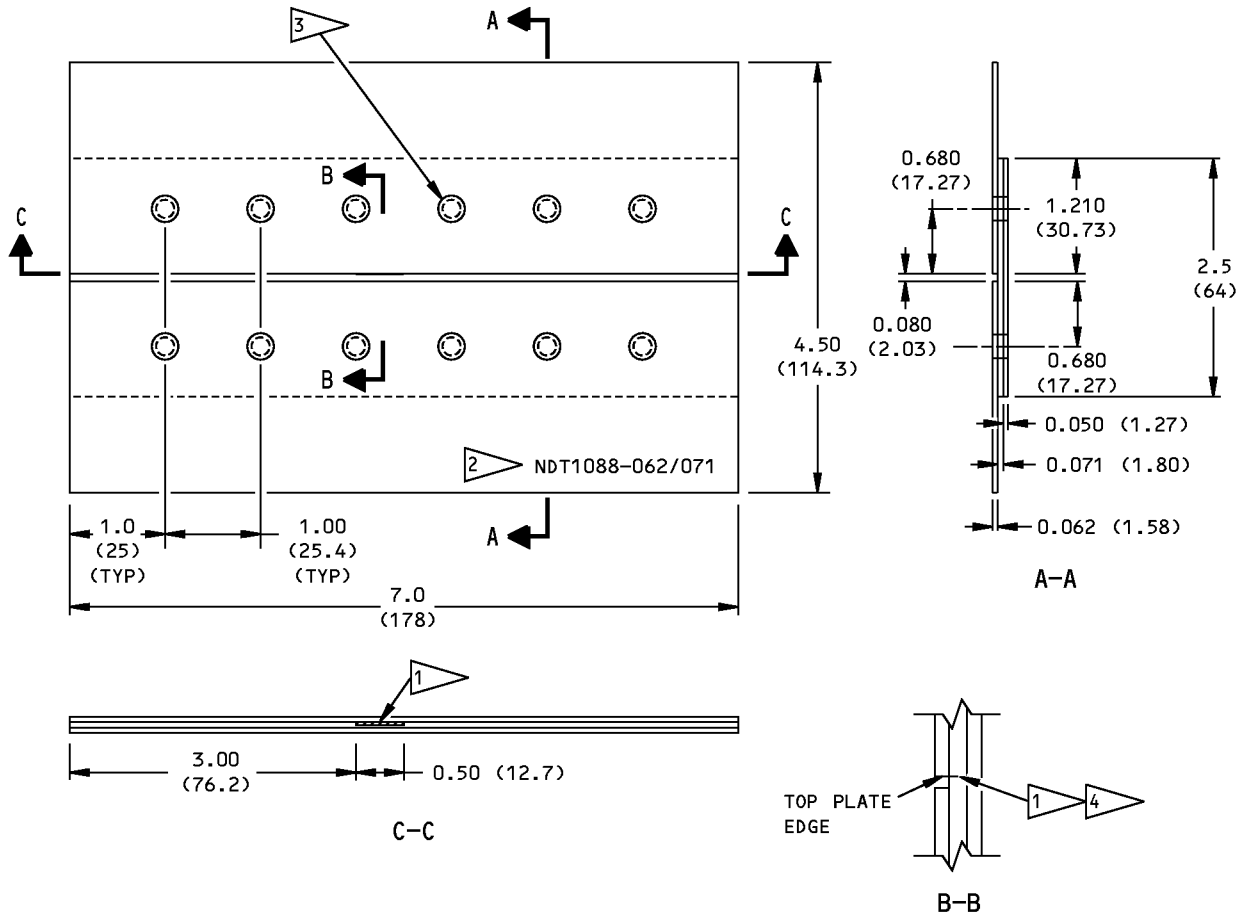 3
A
A
B
B
C
C
2 NDT1088-062/071
4.50
(114.3)
1.0
(25)
(TYP)
1.00
(25.4)
(TYP)
7.0
(178)
0.680
(17.27)
1.210
(30.73)
2.5
(64)
0.080
(2.03)
0.680
(17.27)
0.050 (1.27)
0.071 (1.80)
0.062 (1.58)
A-A
1
3.00
(76.2)
0.50 (12.7)
C-C
TOP PLATE
EDGE
1 4
B-B